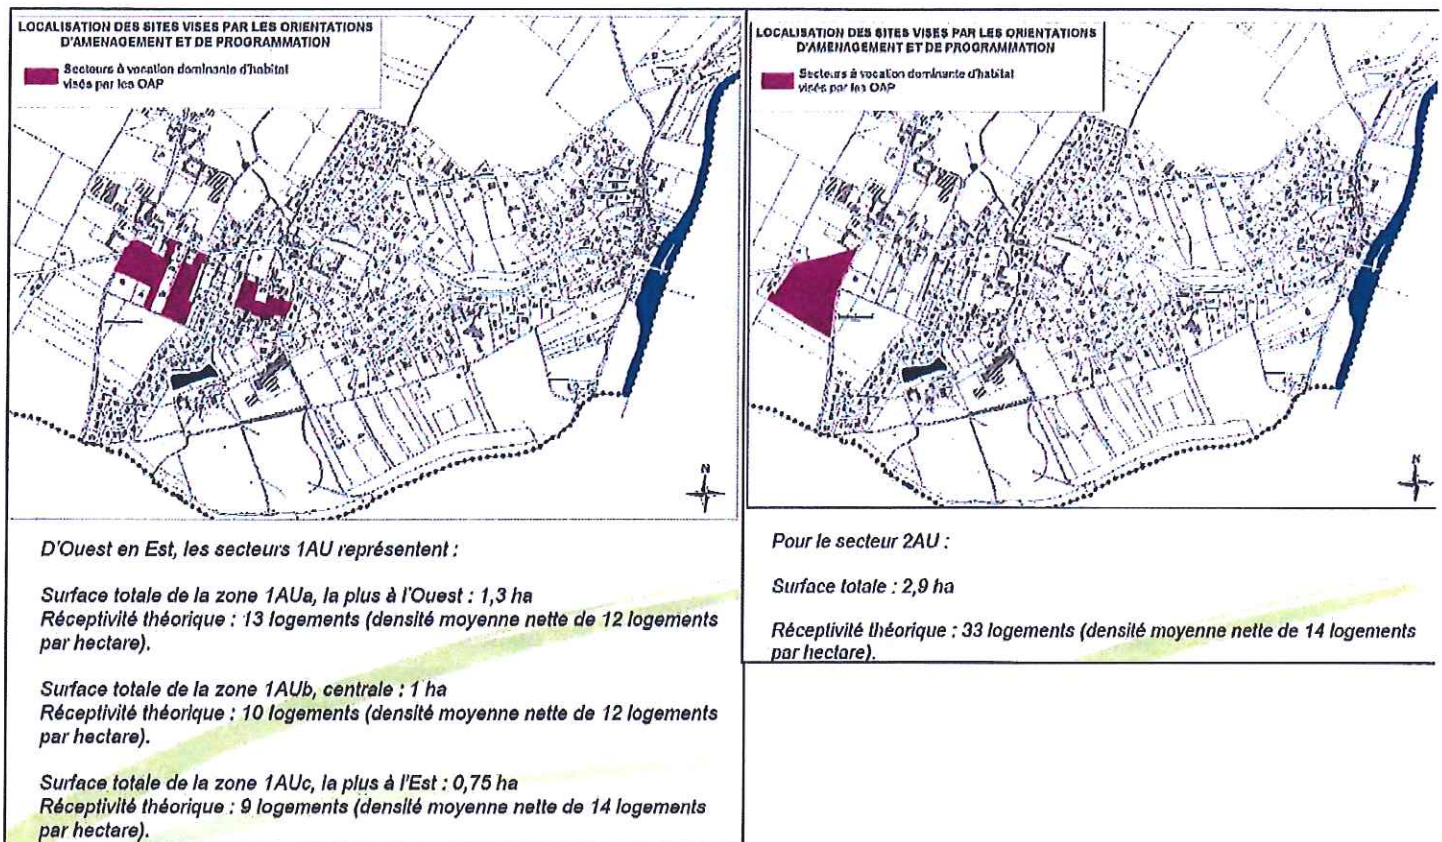 LOCALISATION DES SITES VISES PAR LES ORIENTATIONS
D'AMENAGEMENT ET DE PROGRAMMATION
Secteurs à vocation dominante d'habitat
visés par les OAP
N
D'Ouest en Est, les secteurs 1AU représentent :
Surface totale de la zone 1AUa, la plus à l'Ouest : 1,3 ha
Réceptivité théorique : 13 logements (densité moyenne nette de 12 logements
par hectare).
Surface totale de la zone 1AUb, centrale : 1 ha
Réceptivité théorique : 10 logements (densité moyenne nette de 12 logements
par hectare).
Surface totale de la zone 1AUc, la plus à l'Est : 0,75 ha
Réceptivité théorique : 9 logements (densité moyenne nette de 14 logements
par hectare).
LOCALISATION DES SITES VISES PAR LES ORIENTATIONS
D'AMENAGEMENT ET DE PROGRAMMATION
Secteurs à vocation dominante d'habitat
visés par les OAP
N
Pour le secteur 2AU :
Surface totale : 2,9 ha
Réceptivité théorique : 33 logements (densité moyenne nette de 14 logements
par hectare).